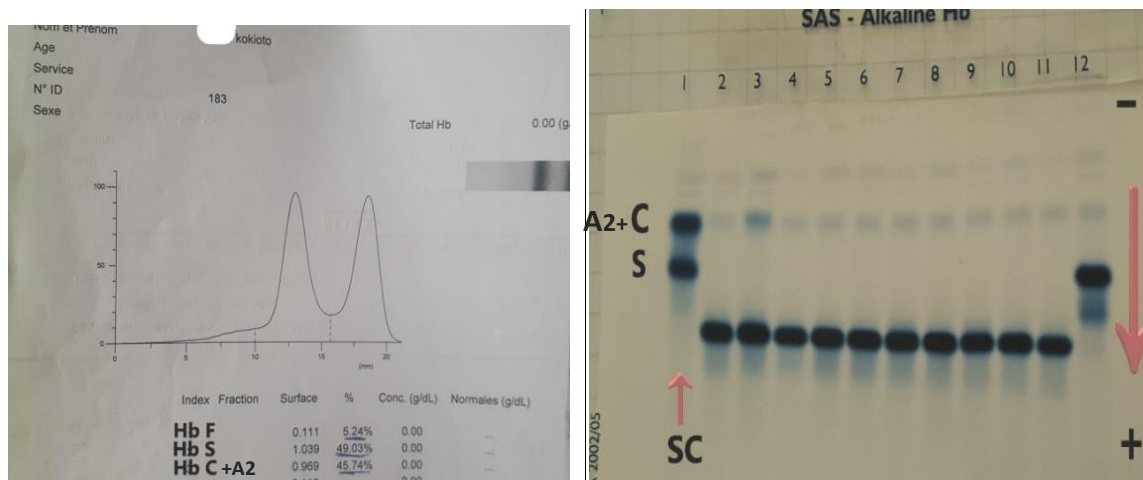 Nom et Prénom
kokioto
Age
Service
N° ID
183
Sexe
Total Hb 0.00 (g/
100
50
0
0 5 10 15 20
(mm)
Index Fraction Surface % Conc. (g/dL) Normales (g/dL)
Hb F 0.111 5.24% 0.00 ...
Hb S 1.039 49.03% 0.00 ...
Hb C +A2 0.969 45.74% 0.00 ...
SAS - Alkaline Hb
1 2 3 4 5 6 7 8 9 10 11 12
-
A2+C
S
SC
+
2002/05